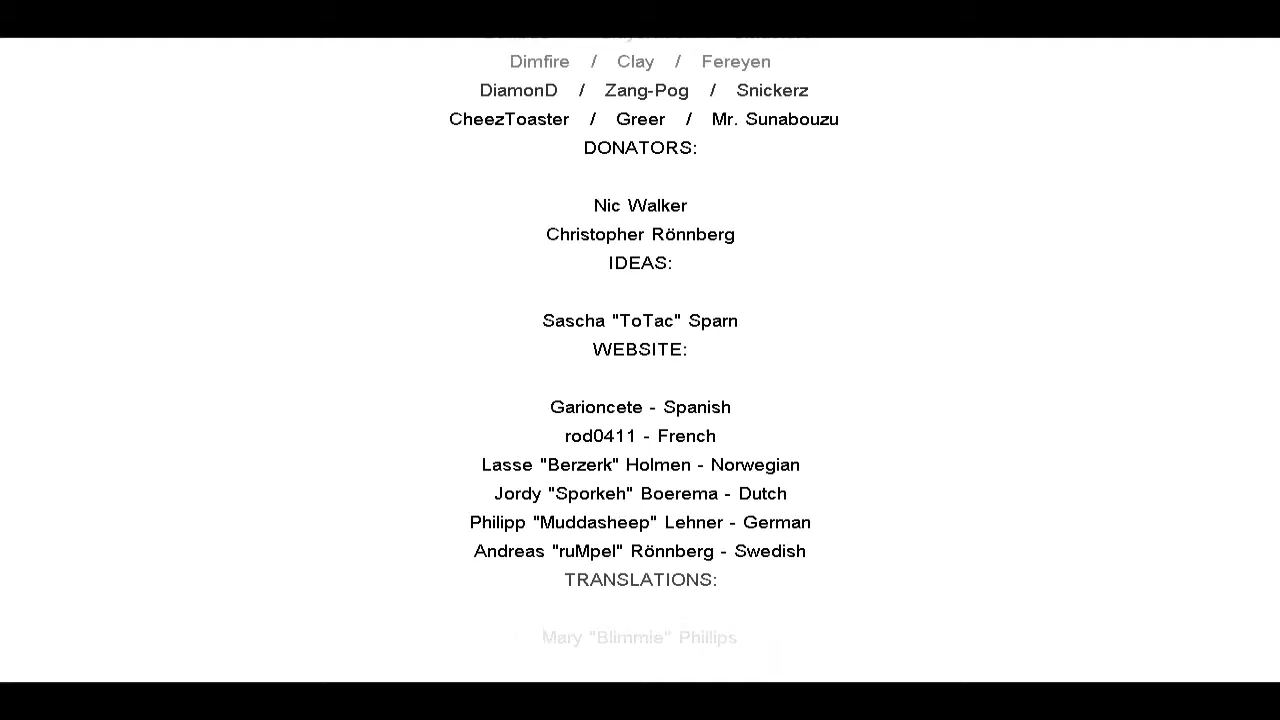 Dimfire / Clay / Fereyen
DiamonD / Zang-Pog / Snickerz
CheezToaster / Greer / Mr. Sunabouzu
DONATORS:
Nic Walker
Christopher Rönnberg
IDEAS:
Sascha "ToTac" Sparn
WEBSITE:
Garioncete - Spanish
rod0411 - French
Lasse "Berzerk" Holmen - Norwegian
Jordy "Sporkeh" Boerema - Dutch
Philipp "Muddasheep" Lehner - German
Andreas "ruMpel" Rönnberg - Swedish
TRANSLATIONS:
Mary "Blimmie" Phillips